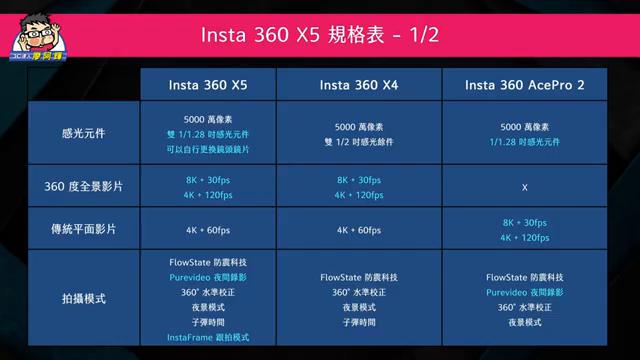 Insta 360 X5 規格表 - 1/2
3C達人廖阿輝
Insta 360 X5
Insta 360 X4
Insta 360 AcePro 2
感光元件
5000 萬像素
雙 1/1.28 吋感光元件
可以自行更換鏡頭鏡片
5000 萬像素
雙 1/2 吋感光餘件
5000 萬像素
1/1.28 吋感光元件
360 度全景影片
8K + 30fps
4K + 120fps
8K + 30fps
4K + 120fps
X
傳統平面影片
4K + 60fps
4K + 60fps
8K + 30fps
4K + 120fps
拍攝模式
FlowState 防震科技
Purevideo 夜間錄影
360° 水準校正
夜景模式
子彈時間
InstaFrame 跟拍模式
FlowState 防震科技
360° 水準校正
夜景模式
子彈時間
FlowState 防震科技
Purevideo 夜間錄影
360° 水準校正
夜景模式